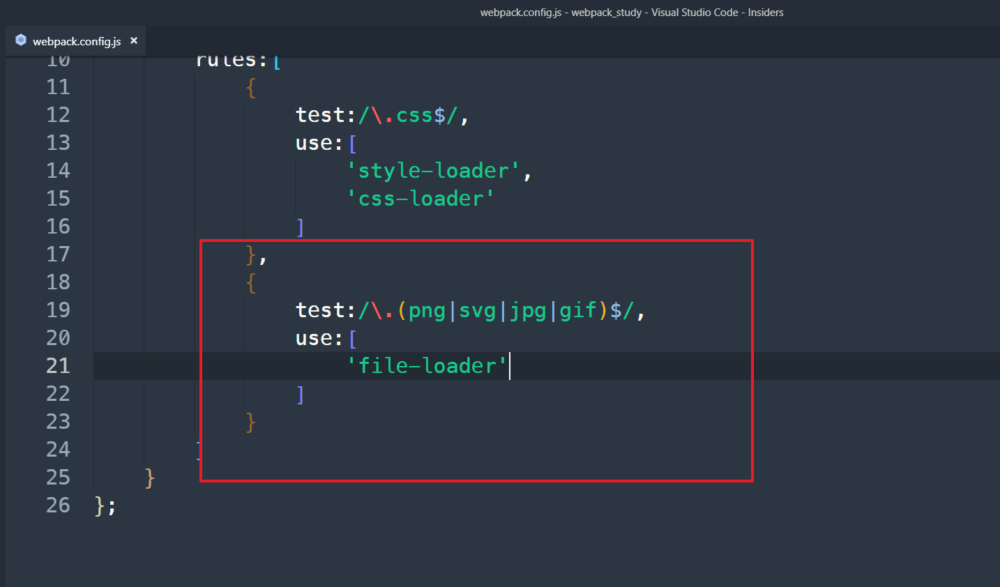 webpack.config.js - webpack_study - Visual Studio Code - Insiders
webpack.config.js ×
10 rules:[
11 {
12 test:/\.css$/,
13 use:[
14 'style-loader',
15 'css-loader'
16 ]
17 },
18 {
19 test:/\.(png|svg|jpg|gif)$/,
20 use:[
21 'file-loader'
22 ]
23 }
24 ]
25 }
26 };